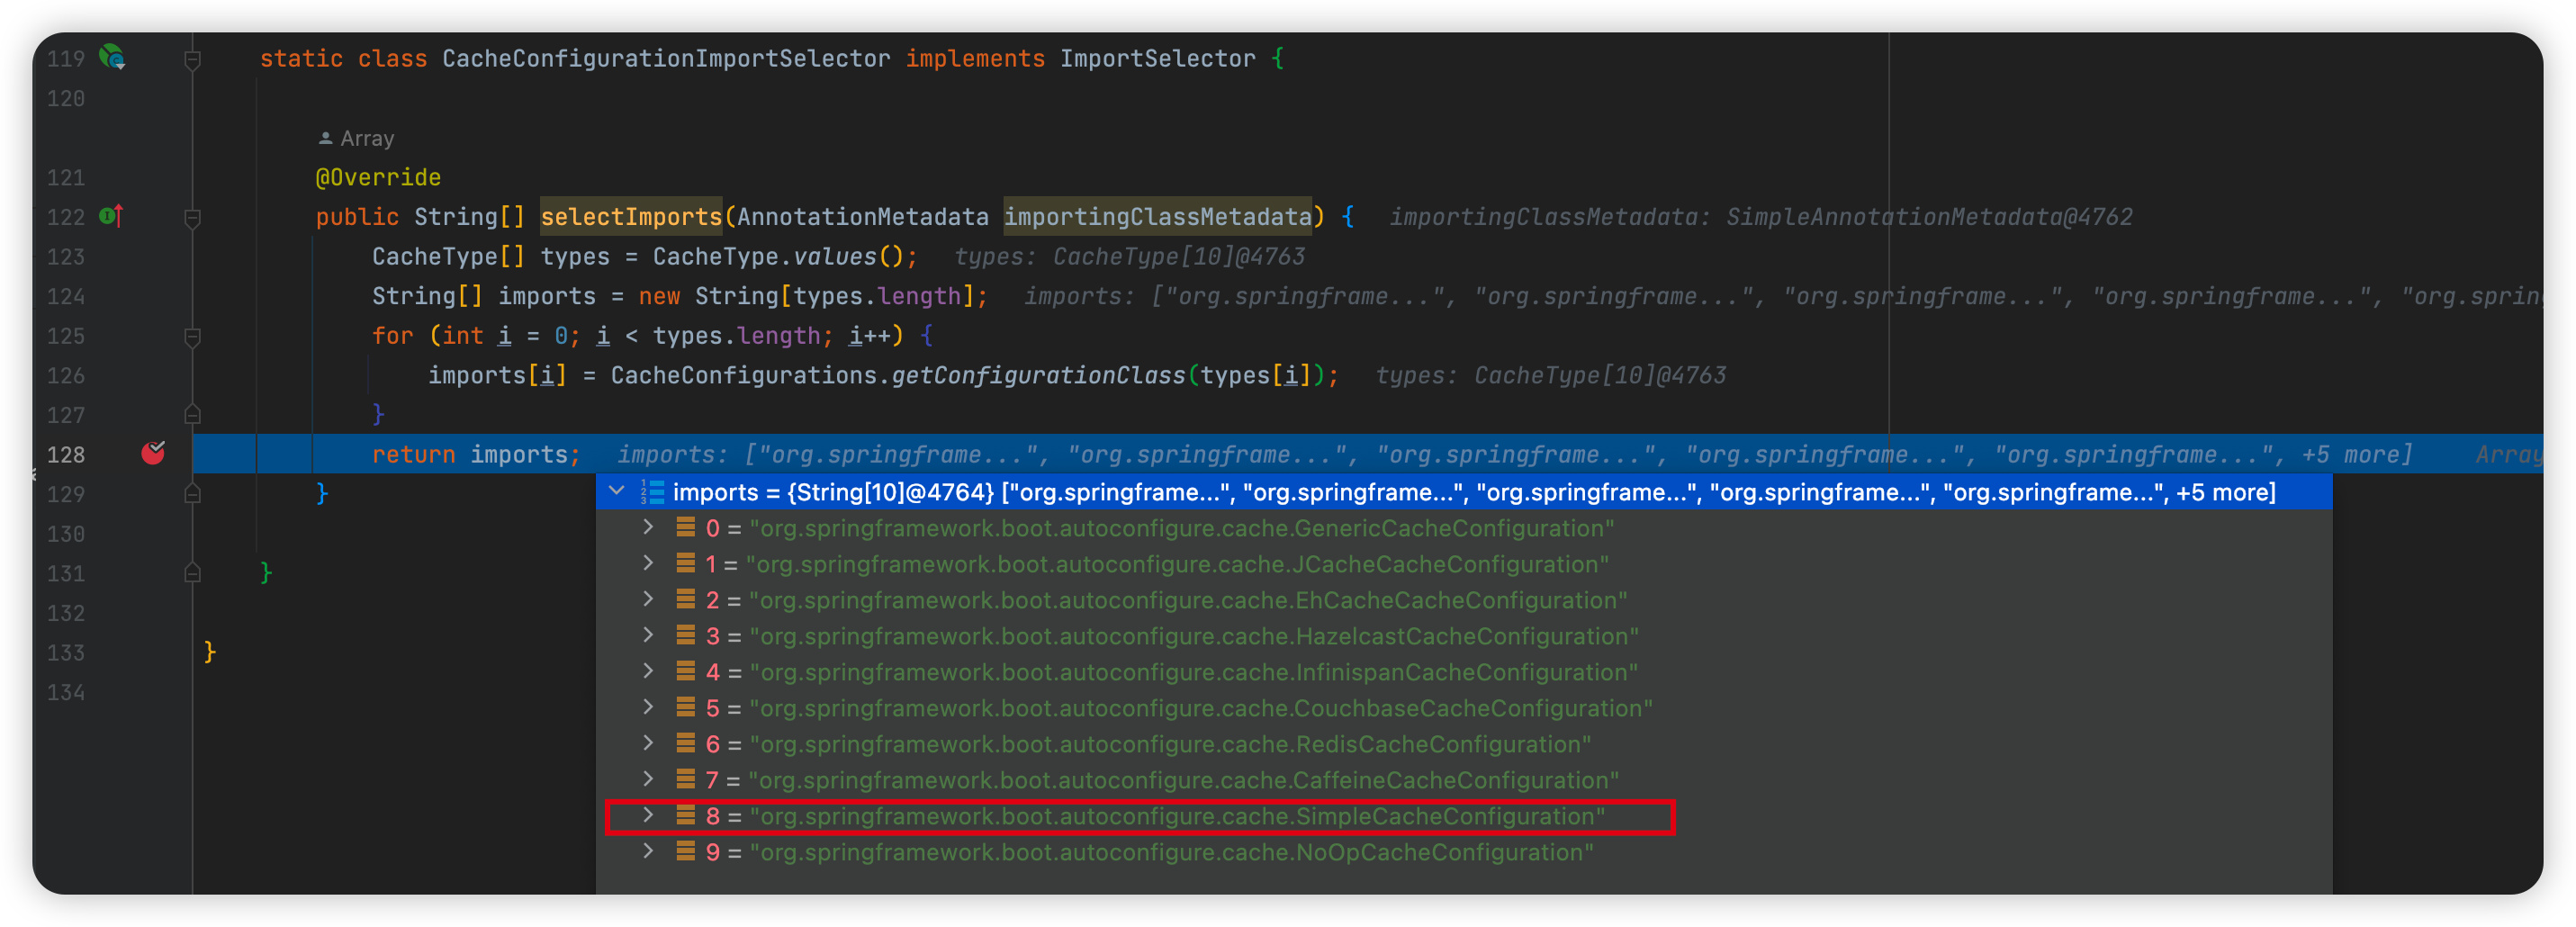 119 static class CacheConfigurationImportSelector implements ImportSelector {
120
Array
121 @Override
122 public String[] selectImports(AnnotationMetadata importingClassMetadata) { importingClassMetadata: SimpleAnnotationMetadata@4762
123 CacheType[] types = CacheType.values(); types: CacheType[10]@4763
124 String[] imports = new String[types.length]; imports: ["org.springframe...", "org.springframe...", "org.springframe...", "org.springframe...", "org.spring
125 for (int i = 0; i < types.length; i++) {
126 imports[i] = CacheConfigurations.getConfigurationClass(types[i]); types: CacheType[10]@4763
127 }
128 return imports; imports: ["org.springframe...", "org.springframe...", "org.springframe...", "org.springframe...", "org.springframe...", +5 more] Array
129 }
imports = {String[10]@4764} ["org.springframe...", "org.springframe...", "org.springframe...", "org.springframe...", "org.springframe...", +5 more]
0 = "org.springframework.boot.autoconfigure.cache.GenericCacheConfiguration"
130
1 = "org.springframework.boot.autoconfigure.cache.JCacheCacheConfiguration"
131 }
2 = "org.springframework.boot.autoconfigure.cache.EhCacheCacheConfiguration"
132
3 = "org.springframework.boot.autoconfigure.cache.HazelcastCacheConfiguration"
133 }
4 = "org.springframework.boot.autoconfigure.cache.InfinispanCacheConfiguration"
134
5 = "org.springframework.boot.autoconfigure.cache.CouchbaseCacheConfiguration"
6 = "org.springframework.boot.autoconfigure.cache.RedisCacheConfiguration"
7 = "org.springframework.boot.autoconfigure.cache.CaffeineCacheConfiguration"
8 = "org.springframework.boot.autoconfigure.cache.SimpleCacheConfiguration"
9 = "org.springframework.boot.autoconfigure.cache.NoOpCacheConfiguration"